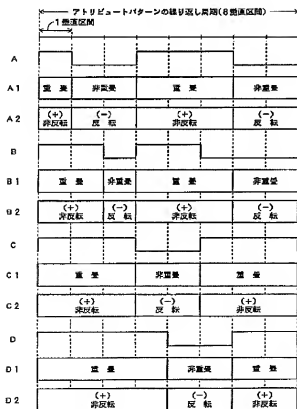 アトリビュートパターンの繰り返し周期(8垂直区間)
1垂直区間
A
A1 重 畳 非重畳 重 畳 非重畳
A2 (+) 非反転 (-) 反 転 (+) 非反転 (-) 反 転
B
B1 重 畳 非重畳 重 畳 非重畳
B2 (+) 非反転 (-) 反 転 (+) 非反転 (-) 反 転
C
C1 重 畳 非重畳 重 畳
C2 (+) 非反転 (-) 反 転 (+) 非反転
D
D1 重 畳 非重畳 重 畳
D2 (+) 非反転 (-) 反 転 (+) 非反転